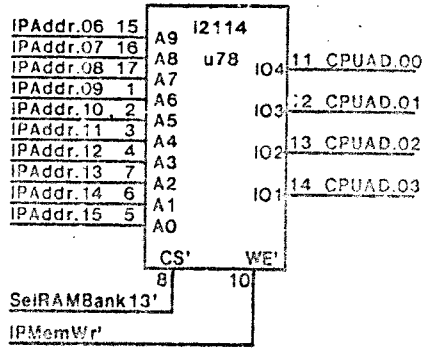 i2114
u78
IPAddr.06 15 A9
IPAddr.07 16 A8
IPAddr.08 17 A7
IPAddr.09 1 A6
IPAddr.10 2 A5
IPAddr.11 3 A4
IPAddr.12 4 A3
IPAddr.13 7 A2
IPAddr.14 6 A1
IPAddr.15 5 A0
IO4 11 CPUAD.00
IO3 12 CPUAD.01
IO2 13 CPUAD.02
IO1 14 CPUAD.03
CS' WE'
8 10
SelRAMBank13'
IPMemWr'